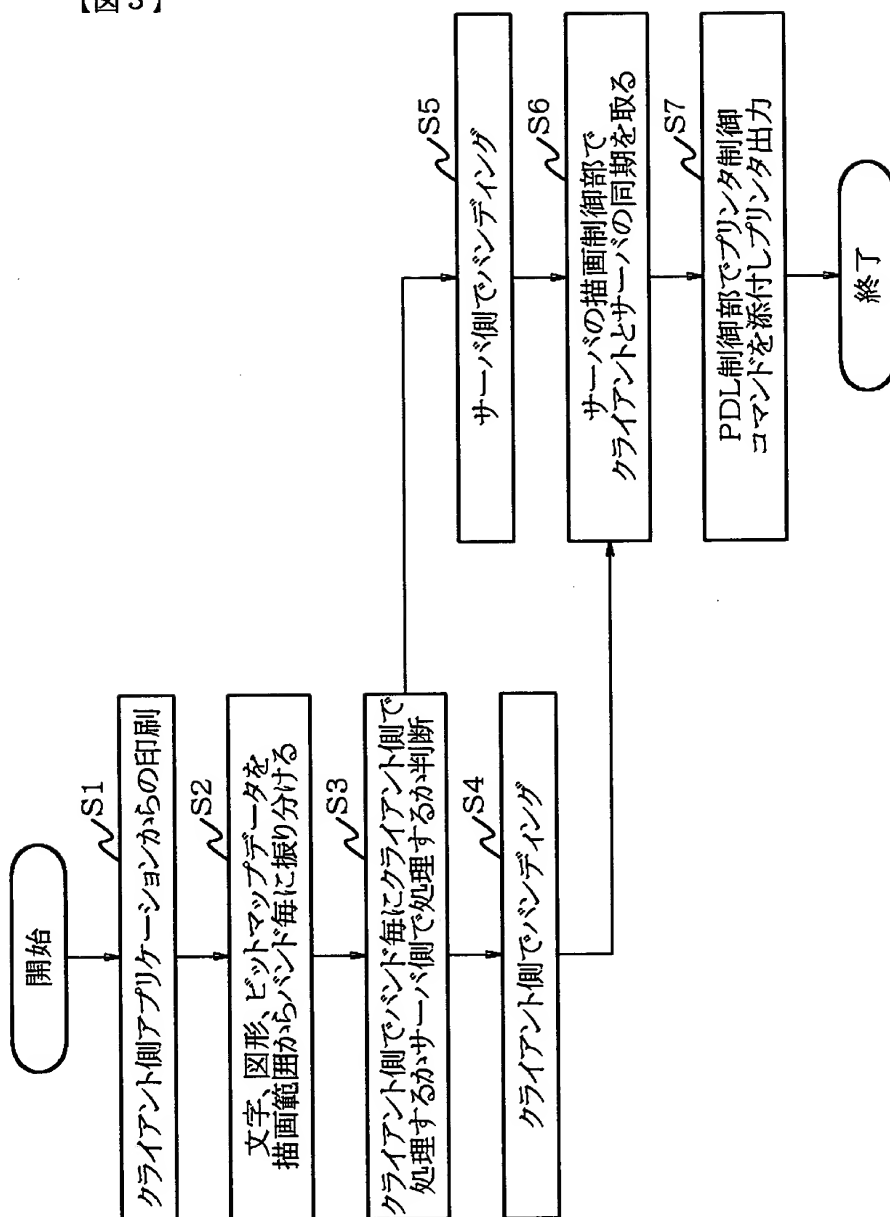 【図3】
開始
S1
クライアント側アプリケーションからの印刷
S2
文字、図形、ビットマップデータを
描画範囲からバンド毎に振り分ける
S3
クライアント側でバンド毎にクライアント側で
処理するかサーバ側で処理するか判断
S4
クライアント側でバンディング
S5
サーバ側でバンディング
S6
サーバの描画制御部で
クライアントとサーバの同期を取る
S7
PDL制御部でプリンタ制御
コマンドを添付しプリンタ出力
終了